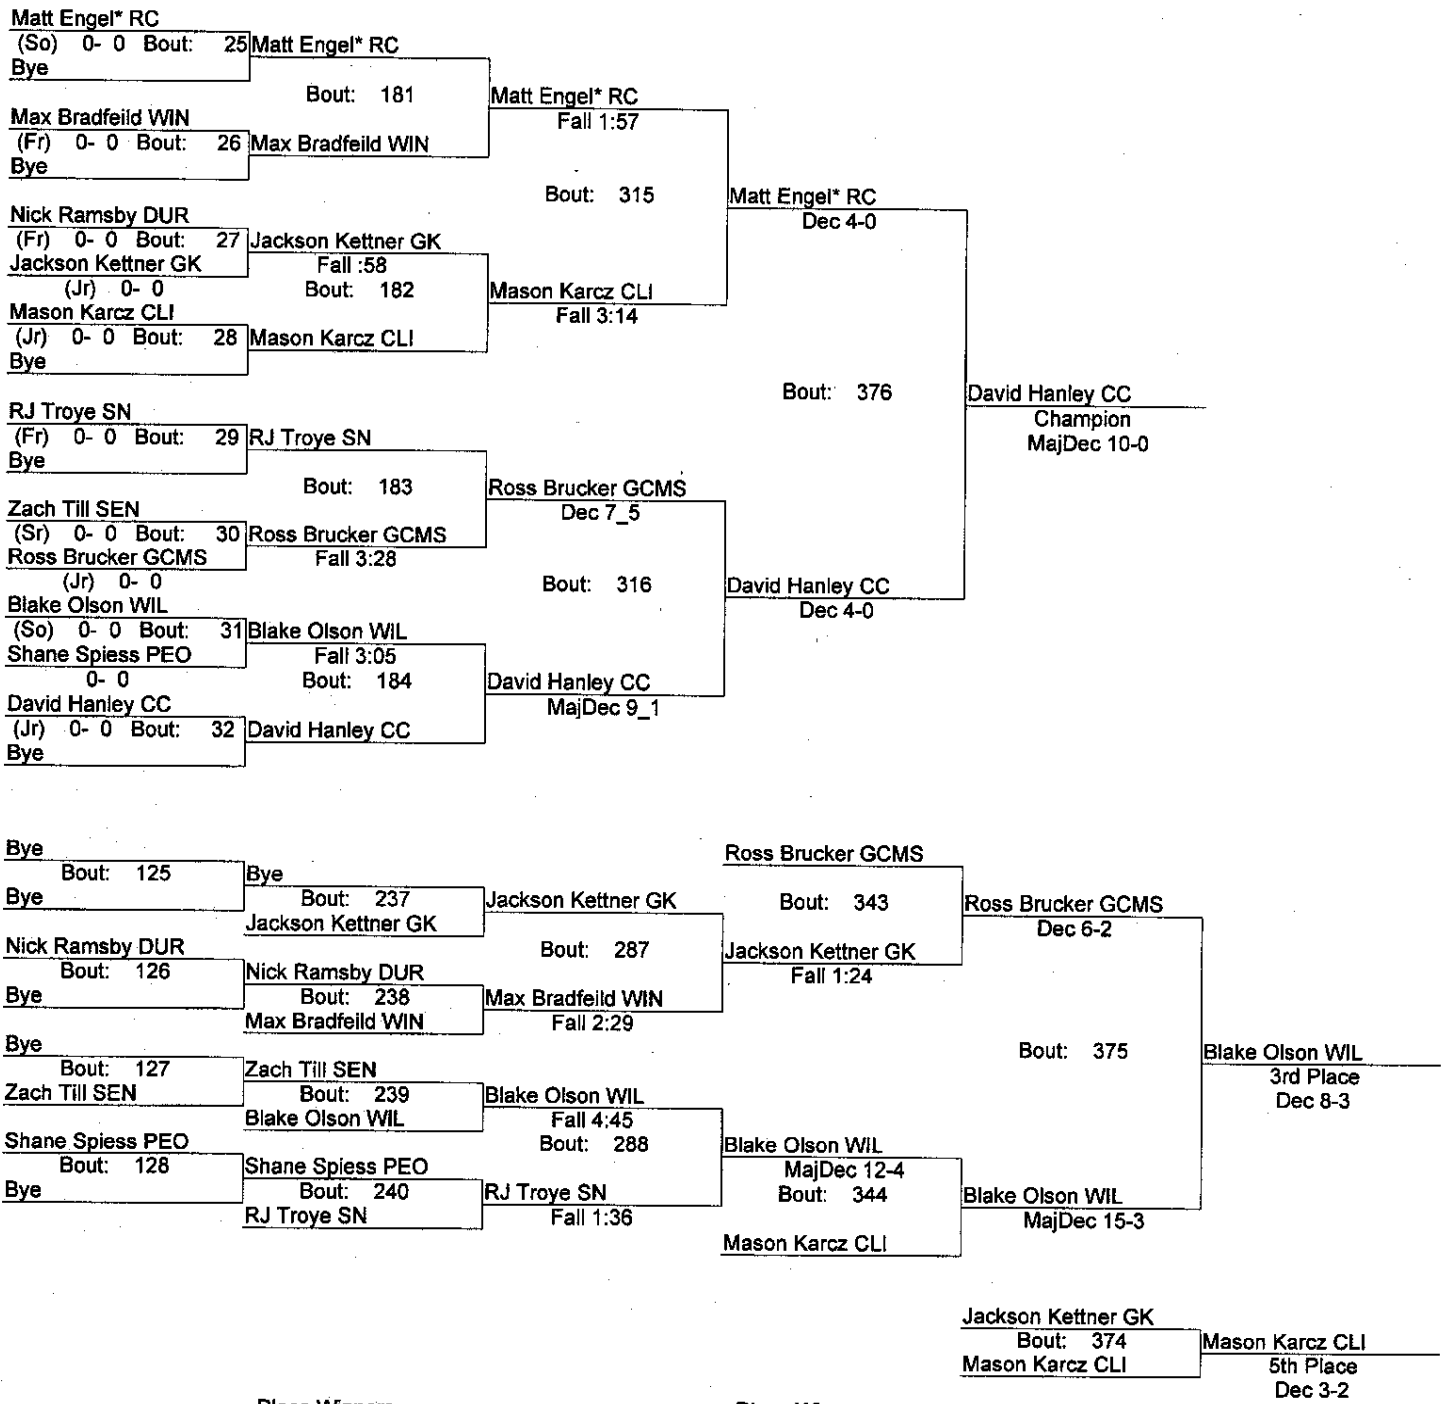 Matt Engel* RC
(So) 0- 0 Bout: 25 Matt Engel* RC
Bye
Bout: 181 Matt Engel* RC
Fall 1:57
Max Bradfeild WIN
(Fr) 0- 0 Bout: 26 Max Bradfeild WIN
Bye
Bout: 315 Matt Engel* RC
Dec 4-0
Nick Ramsby DUR
(Fr) 0- 0 Bout: 27 Jackson Kettner GK
Jackson Kettner GK Fall :58
(Jr) 0- 0 Bout: 182 Mason Karcz CLI
Fall 3:14
Mason Karcz CLI
(Jr) 0- 0 Bout: 28 Mason Karcz CLI
Bye
Bout: 376 David Hanley CC
Champion
MajDec 10-0
RJ Troye SN
(Fr) 0- 0 Bout: 29 RJ Troye SN
Bye
Bout: 183 Ross Brucker GCMS
Dec 7_5
Zach Till SEN
(Sr) 0- 0 Bout: 30 Ross Brucker GCMS
Ross Brucker GCMS Fall 3:28
(Jr) 0- 0
Bout: 316 David Hanley CC
Dec 4-0
Blake Olson WIL
(So) 0- 0 Bout: 31 Blake Olson WIL
Shane Spiess PEO Fall 3:05
0- 0 Bout: 184 David Hanley CC
MajDec 9_1
David Hanley CC
(Jr) 0- 0 Bout: 32 David Hanley CC
Bye
Bye
Bout: 125 Bye
Bye Bout: 237 Jackson Kettner GK
Jackson Kettner GK
Ross Brucker GCMS
Bout: 343 Ross Brucker GCMS
Dec 6-2
Nick Ramsby DUR Bout: 287 Jackson Kettner GK
Fall 1:24
Bout: 126 Nick Ramsby DUR
Bye Bout: 238 Max Bradfeild WIN
Max Bradfeild WIN Fall 2:29
Bye Bout: 375 Blake Olson WIL
3rd Place
Dec 8-3
Bout: 127 Zach Till SEN
Zach Till SEN Bout: 239 Blake Olson WIL
Blake Olson WIL Fall 4:45
Shane Spiess PEO Bout: 288 Blake Olson WIL
MajDec 12-4
Bout: 128 Shane Spiess PEO
Bye Bout: 240 RJ Troye SN
RJ Troye SN Fall 1:36
Bout: 344 Blake Olson WIL
MajDec 15-3
Mason Karcz CLI
Jackson Kettner GK
Bout: 374 Mason Karcz CLI
Mason Karcz CLI 5th Place
Dec 3-2